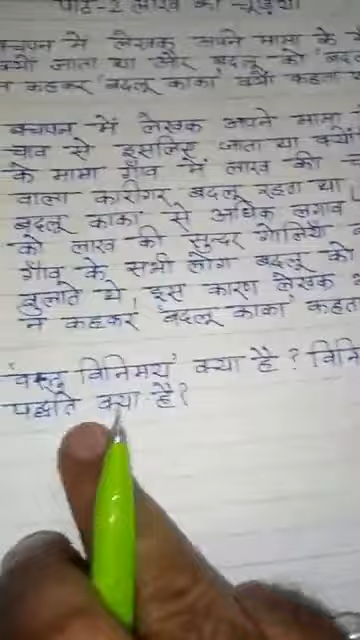 पाठ-2 लाख की चूड़ियाँ
बचपन में लेखक अपने मामा के
क्यों जाता था और बदलू को 'बदलू
न कहकर 'बदलू काका' क्यों कहता
बचपन में लेखक अपने मामा
चाव से इसलिए जाता था क्यों
के मामा गाँव में लाख की
वाला कारीगर बदलू रहता था।
बदलू काका से अधिक लगाव
को लाख की सुन्दर गोलियाँ
गाँव के सभी लोग बदलू को
बुलाते थे, इस कारण लेखक
न कहकर 'बदलू काका' कहता
'वस्तु विनिमय' क्या है? विनि
पद्धति क्या है?